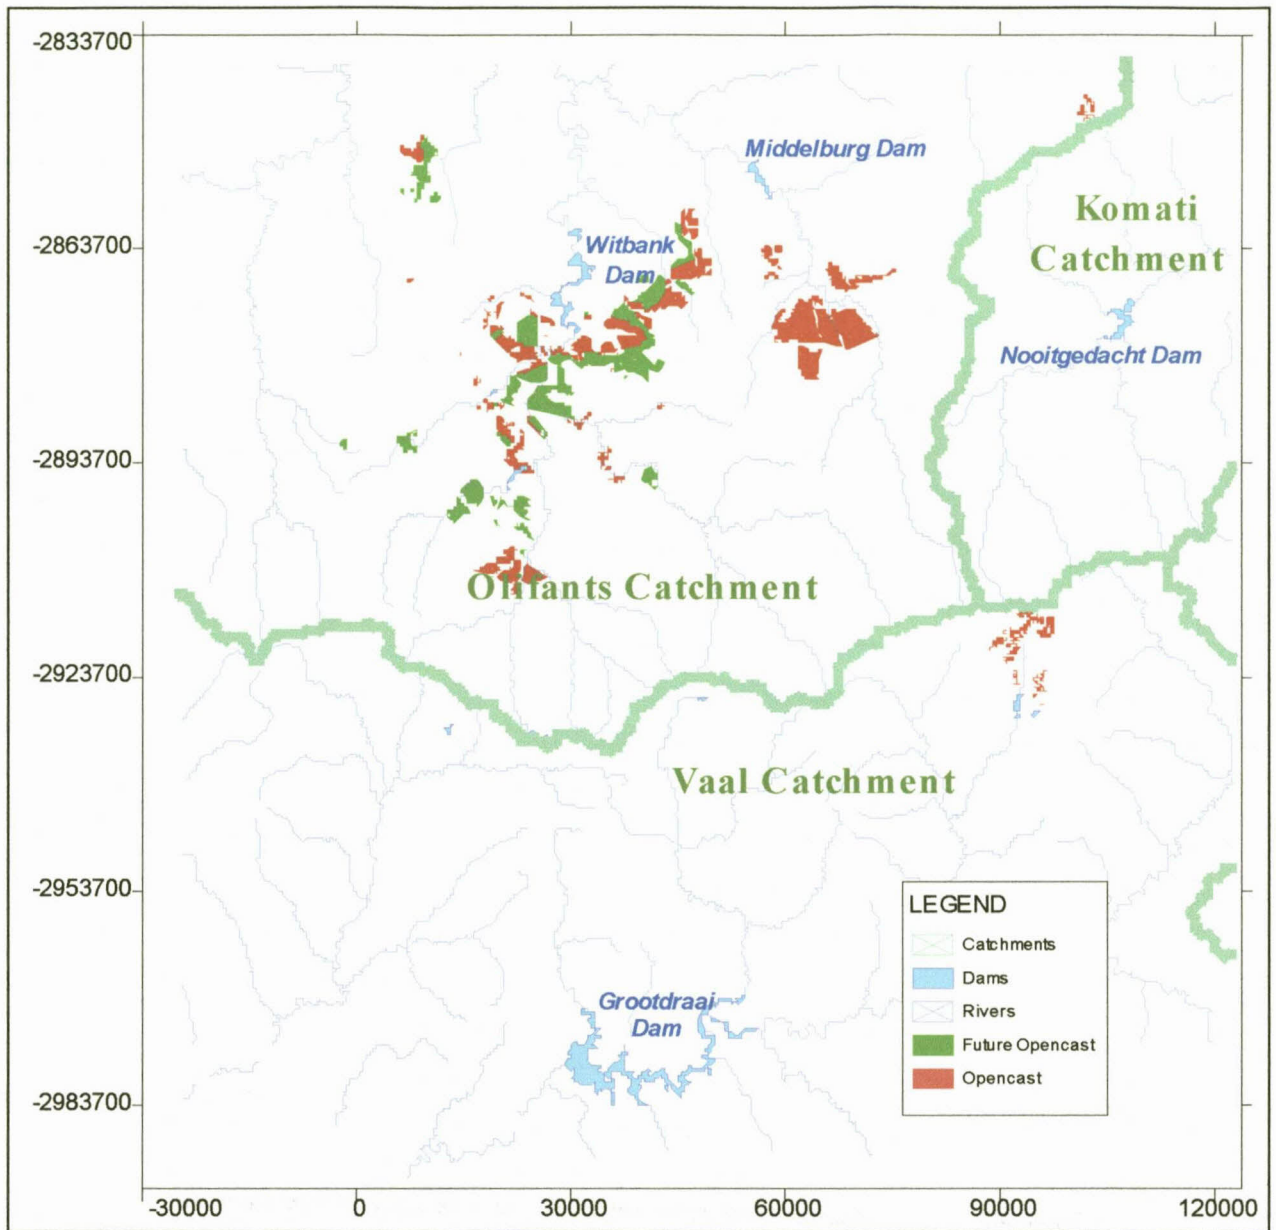 -2833700
Middelburg Dam
Komati
Catchment
-2863700
Witbank
Dam
Nooitgedacht Dam
-2893700
Olifants Catchment
-2923700
Vaal Catchment
-2953700
LEGEND
Catchments
Dams
Rivers
Future Opencast
Opencast
Grootdraai
Dam
-2983700
-30000
0
30000
60000
90000
120000